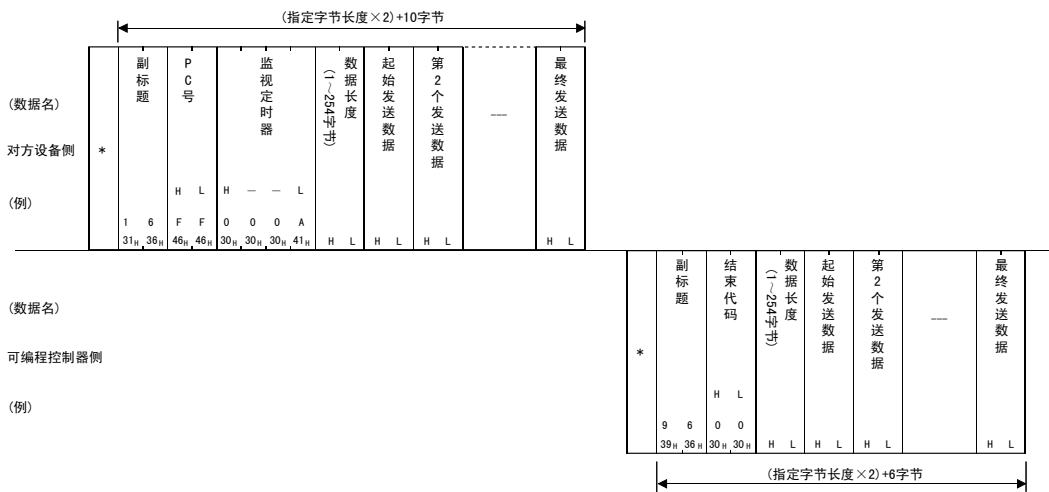 (指定字节长度×2)+10字节
(数据名)
对方设备侧
(例)
*
副标题
PC号
监视定时器
数据长度
(1～254字节)
起始发送数据
第2个发送数据
---
最终发送数据
H L H － － L
1 6 F F 0 0 0 A
31H 36H 46H 46H 30H 30H 30H 41H H L H L H L H L
(数据名)
可编程控制器侧
(例)
*
副标题
结束代码
数据长度
(1～254字节)
起始发送数据
第2个发送数据
---
最终发送数据
H L
9 6 0 0
39H 36H 30H 30H H L H L H L H L
(指定字节长度×2)+6字节